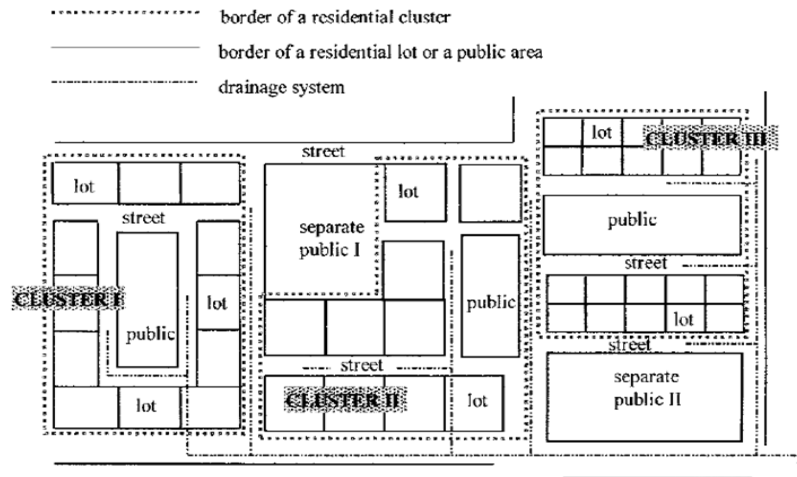 border of a residential cluster
border of a residential lot or a public area
drainage system
street
lot
CLUSTER III
lot
lot
street
separate
public I
public
street
CLUSTER I
lot
public
public
lot
street
street
separate
public II
lot
CLUSTER II
lot